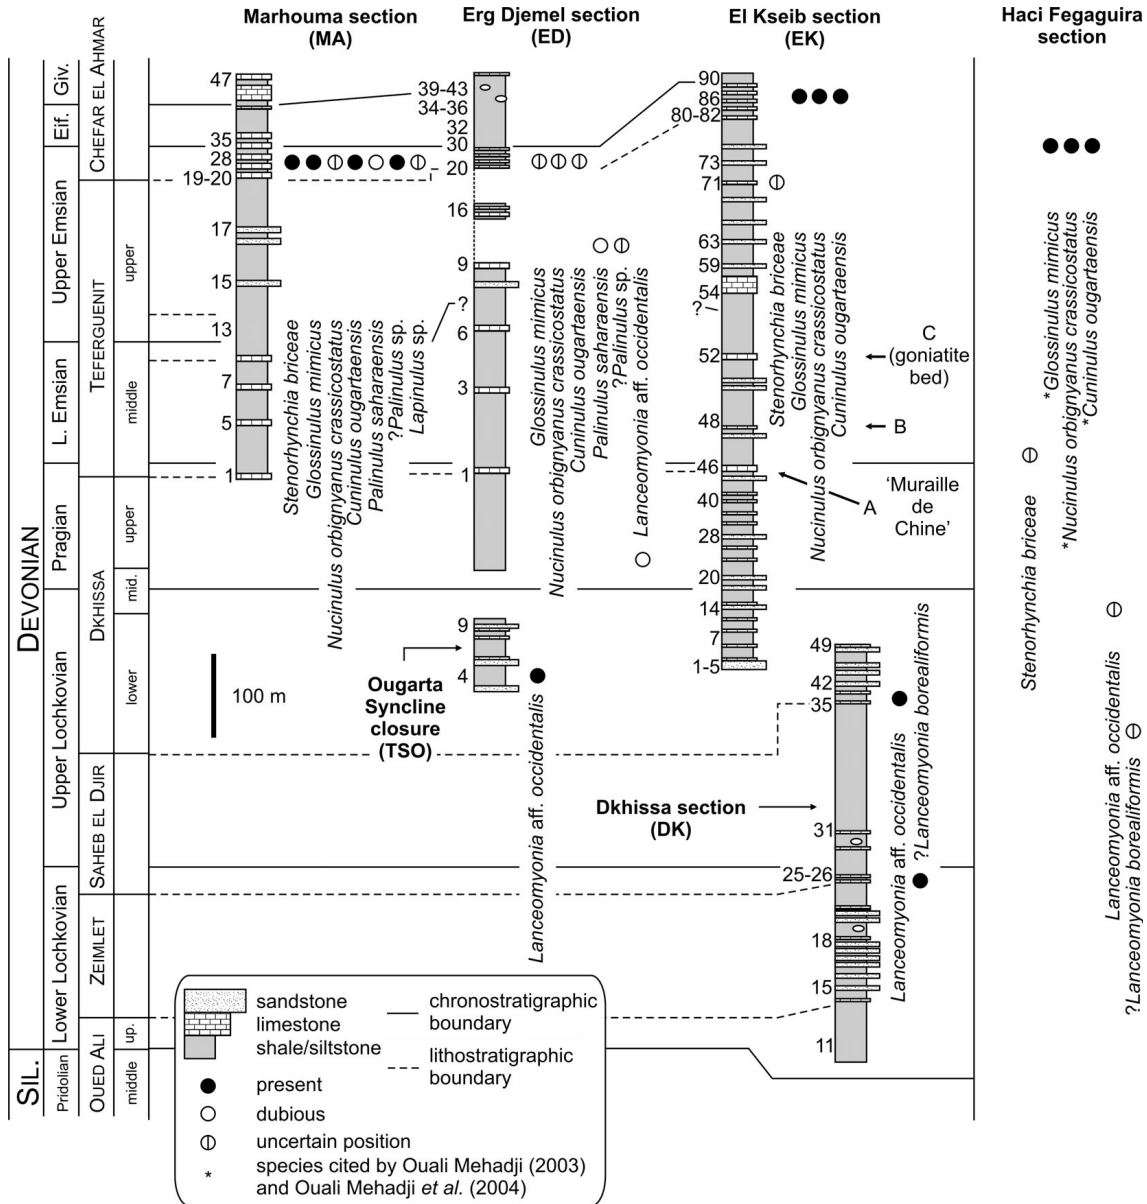 Marhouma section
(MA)
Erg Djemel section
(ED)
El Kseib section
(EK)
Haci Fegaguira
section
DEVONIAN
SIL.
Giv.
Eif.
Upper Emsian
L. Emsian
Pragian
Upper Lochkovian
Lower Lochkovian
Pridolian
CHEFAR EL AHMAR
TEFERGUENIT
DKHISSA
SAHEB EL DJIR
ZEIMLET
OUED ALI
upper
middle
upper
mid.
lower
up.
middle
47
35
28
19-20
17
15
13
7
5
1
Stenorhynchia briceae
Glossinulus mimicus
Nucinulus orbignyanus crassicostatus
Cuninulus ougartaensis
Palinulus saharaensis
?Palinulus sp.
Lapinulus sp.
39-43
34-36
32
30
20
16
9
?
6
3
1
Glossinulus mimicus
Nucinulus orbignyanus crassicostatus
Cuninulus ougartaensis
Palinulus saharaensis
?Palinulus sp.
Lanceomyonia aff. occidentalis
9
4
Ougarta
Syncline
closure
(TSO)
Lanceomyonia aff. occidentalis
90
86
80-82
73
71
63
59
54
?
52
48
46
40
28
20
14
7
1-5
Stenorhynchia briceae
Glossinulus mimicus
Nucinulus orbignyanus crassicostatus
Cuninulus ougartaensis
C
(goniatite
bed)
B
A
'Muraille
de
Chine'
49
42
35
31
25-26
18
15
11
Dkhissa section
(DK)
Lanceomyonia aff. occidentalis
?Lanceomyonia borealiformis
Stenorhynchia briceae
*Glossinulus mimicus
*Nucinulus orbignyanus crassicostatus
*Cuninulus ougartaensis
Lanceomyonia aff. occidentalis
?Lanceomyonia borealiformis
100 m
sandstone
limestone
shale/siltstone
present
dubious
uncertain position
* species cited by Ouali Mehadji (2003)
and Ouali Mehadji et al. (2004)
chronostratigraphic
boundary
lithostratigraphic
boundary